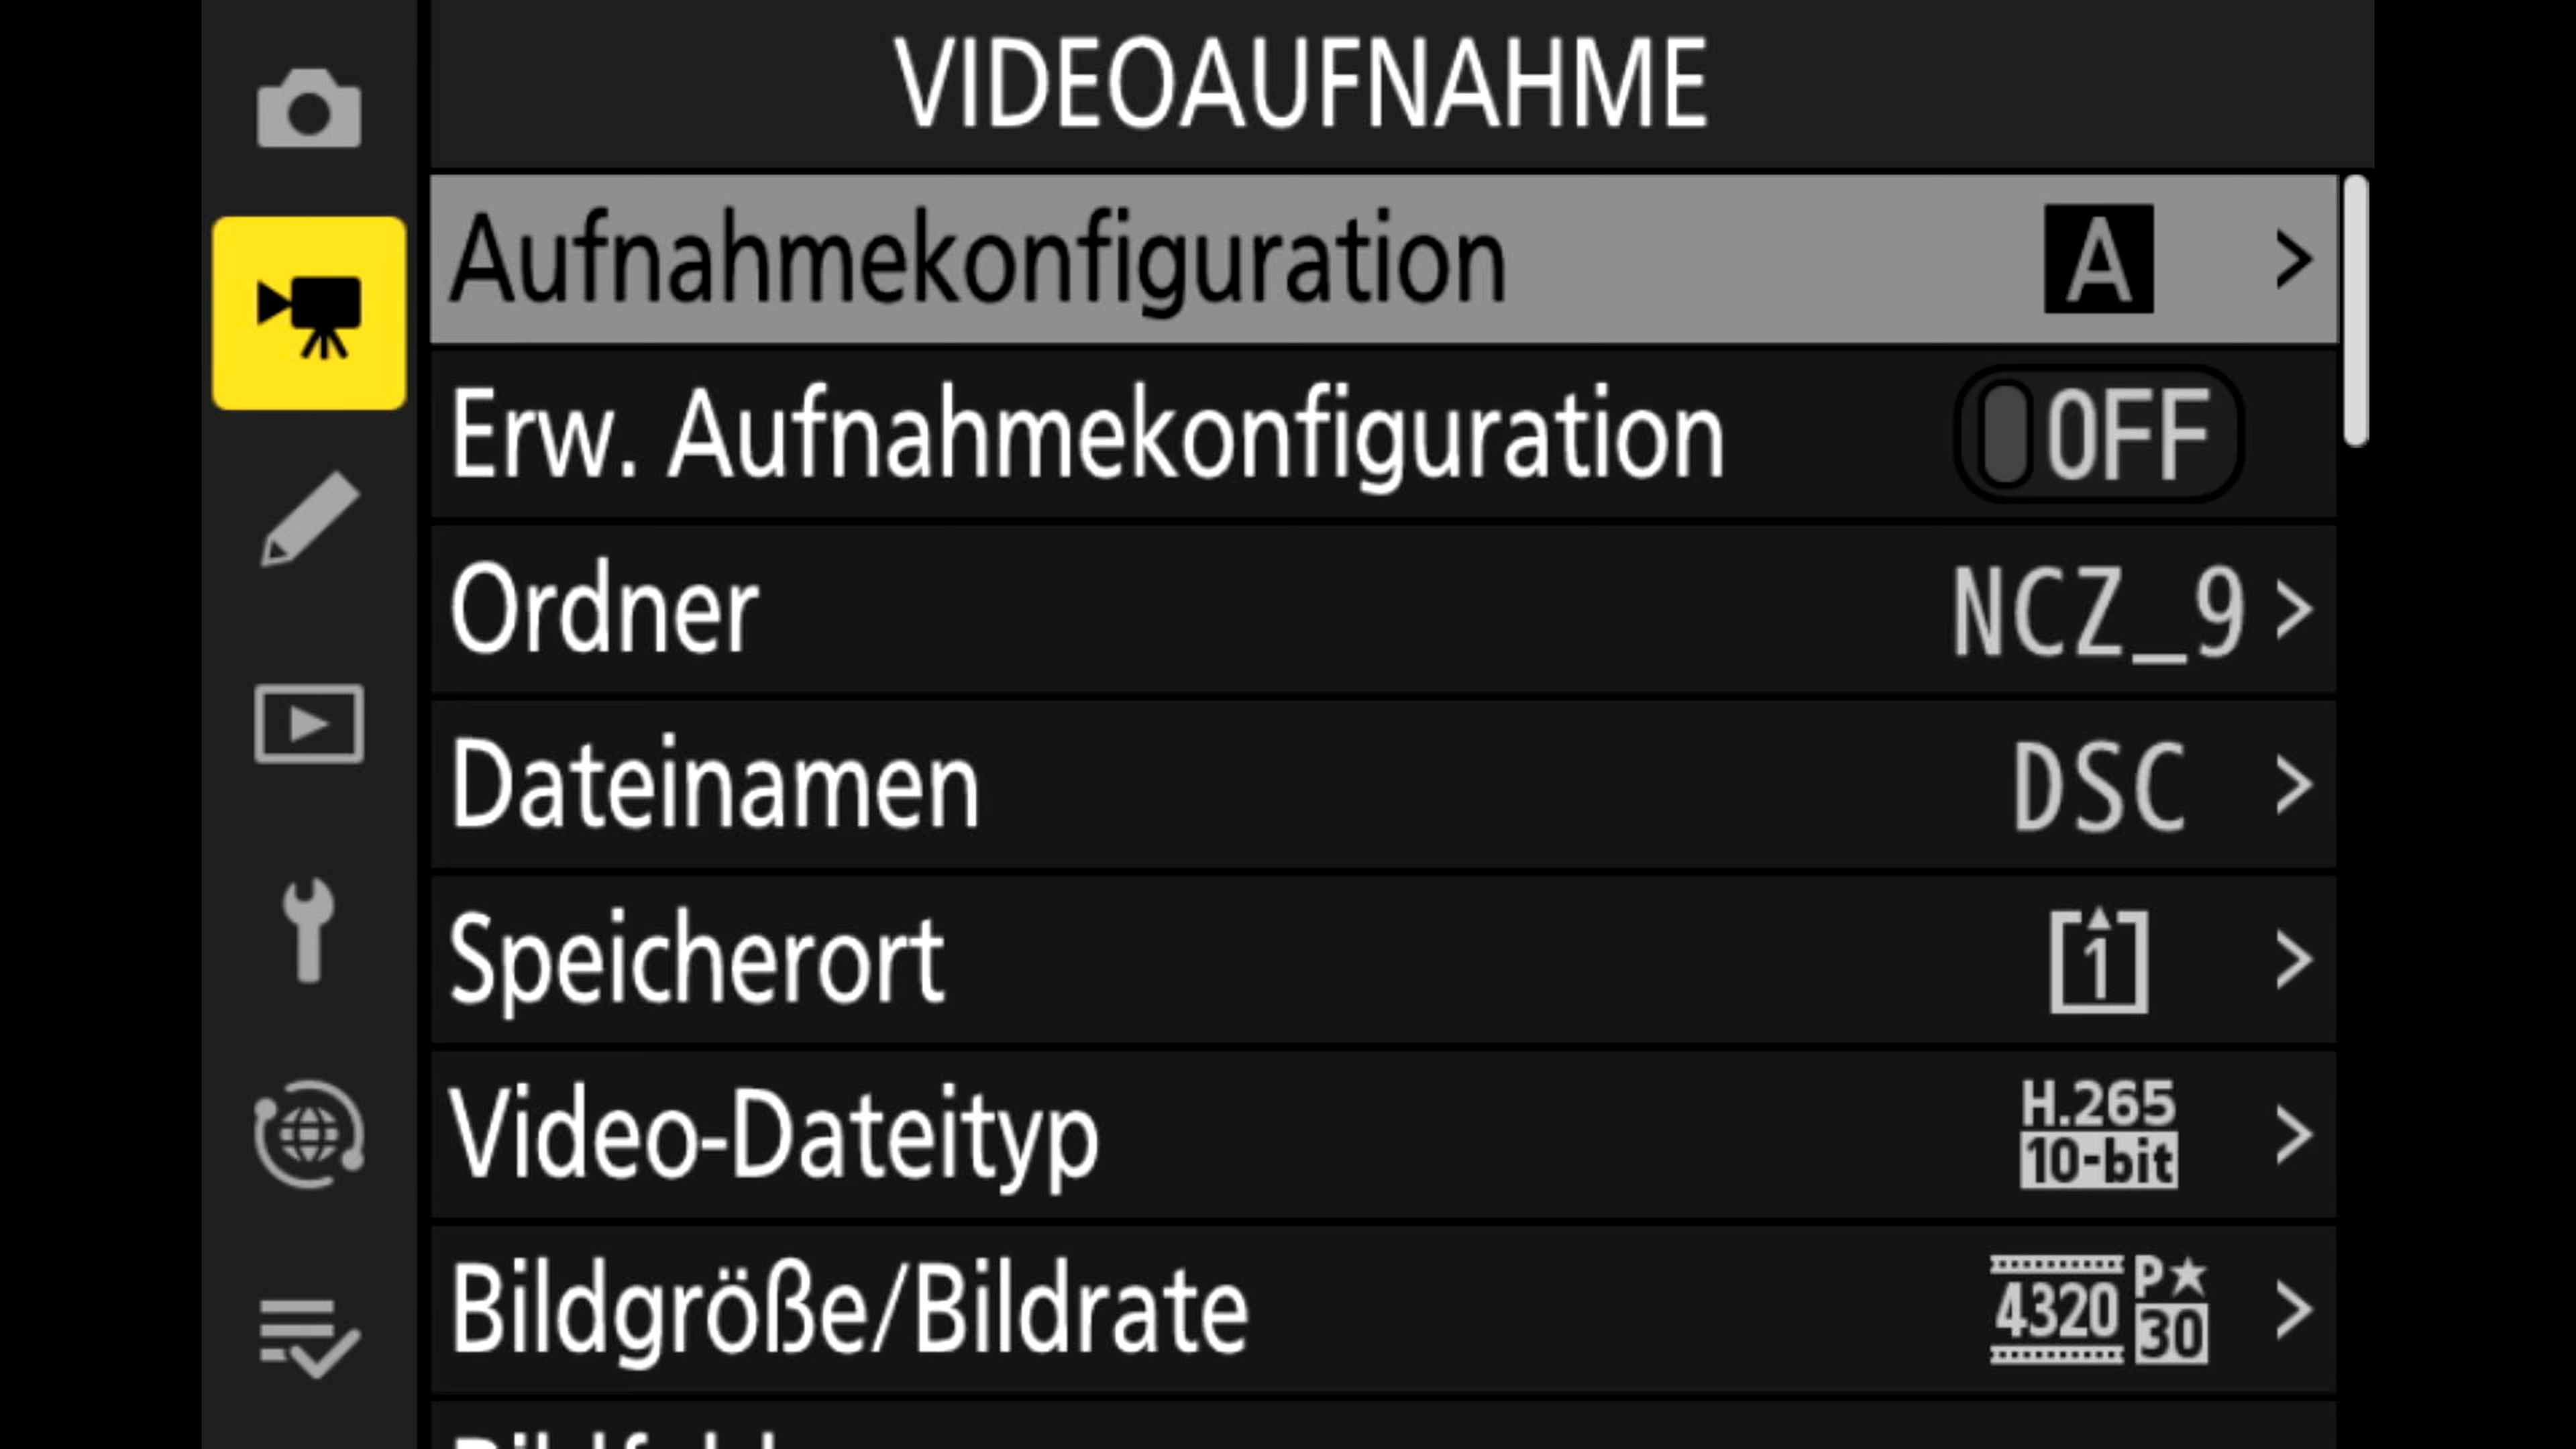 VIDEOAUFNAHME
Aufnahmekonfiguration A >
Erw. Aufnahmekonfiguration OFF
Ordner NCZ_9 >
Dateinamen DSC >
Speicherort 1 >
Video-Dateityp H.265 10-bit >
Bildgröße/Bildrate 4320 P★ 30 >